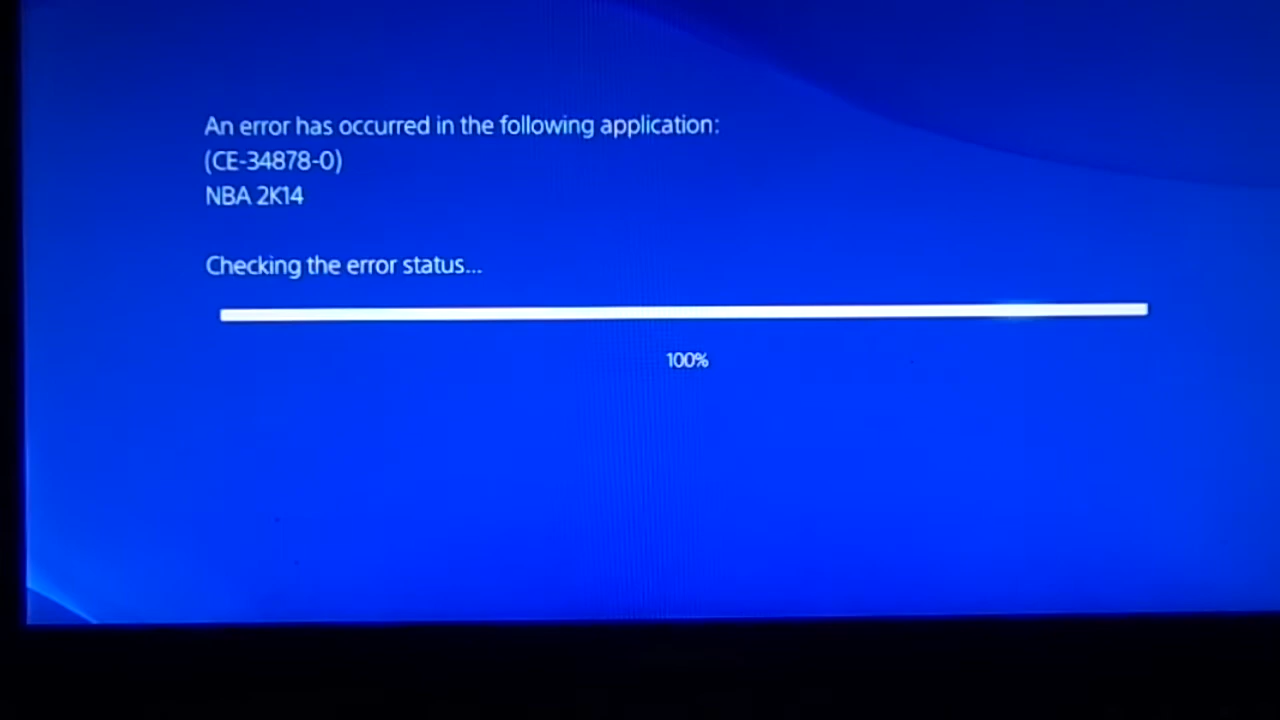 An error has occurred in the following application:
(CE-34878-0)
NBA 2K14
Checking the error status...
100%